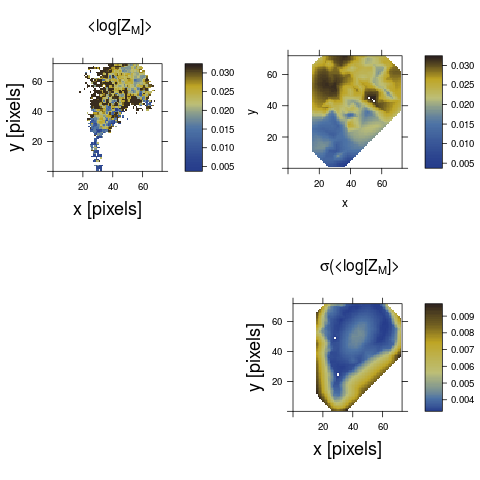 <log[Z_M]>
y [pixels]
60
40
20
20 40 60
x [pixels]
0.030
0.025
0.020
0.015
0.010
0.005
y
60
40
20
20 40 60
x
0.030
0.025
0.020
0.015
0.010
0.005
σ(<log[Z_M]>
y [pixels]
60
40
20
20 40 60
x [pixels]
0.009
0.008
0.007
0.006
0.005
0.004